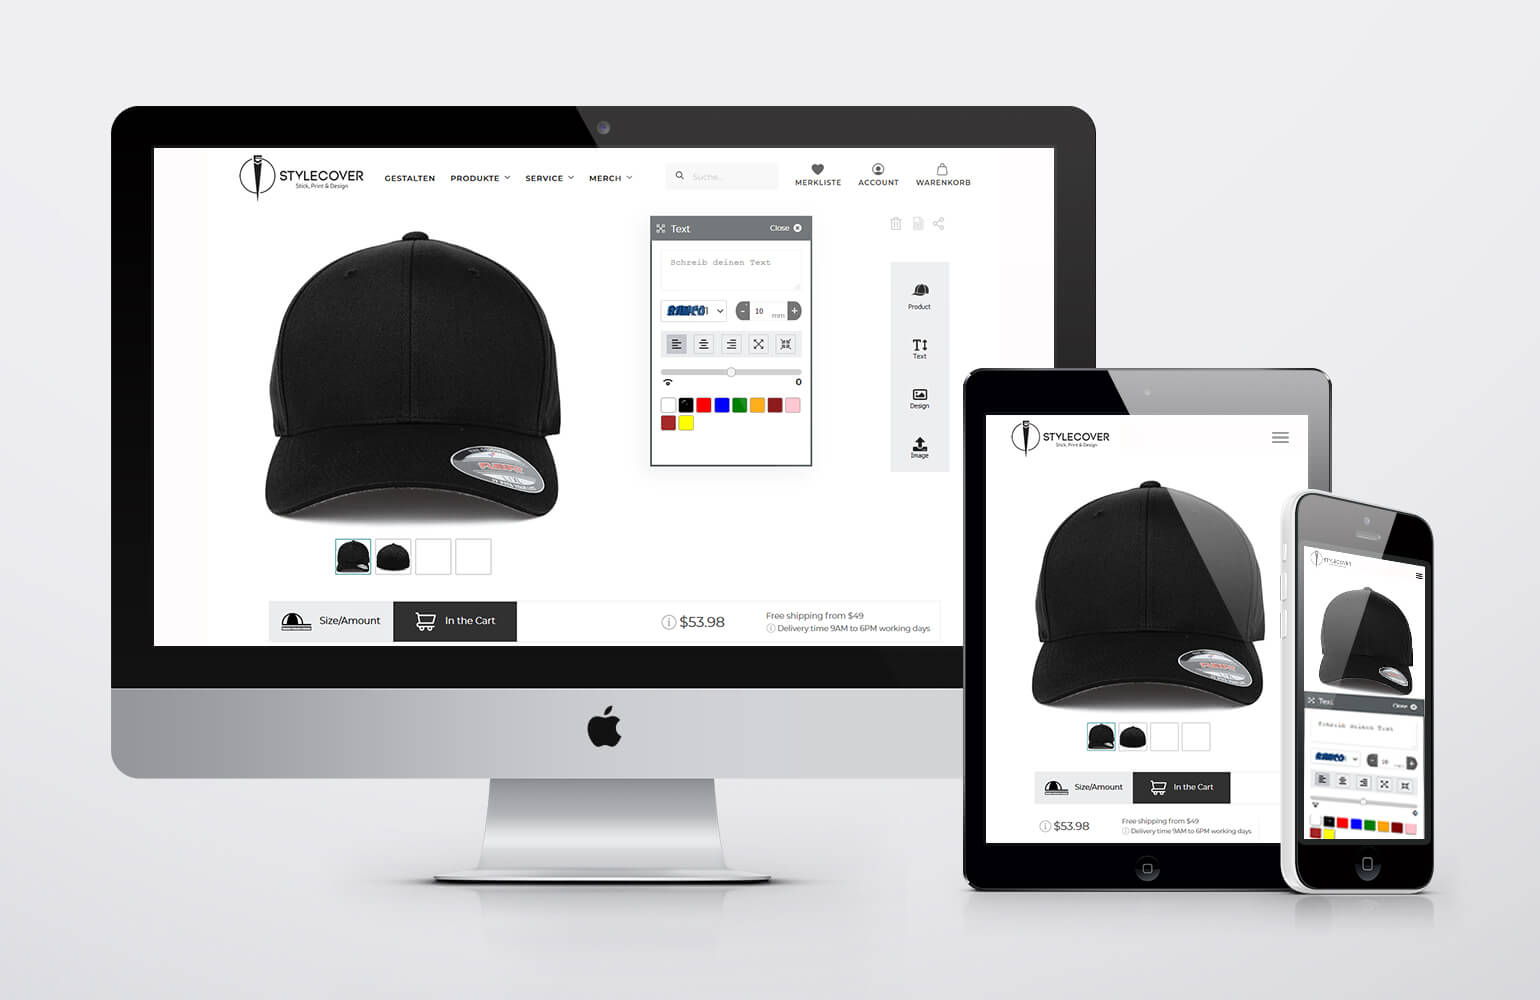 STYLECOVER
Stick, Print & Design
GESTALTEN PRODUKTE SERVICE MERCH
Suche...
MERKLISTE ACCOUNT WARENKORB
Text Close
Schreib deinen Text
- 10 mm +
0
Product
Text
Design
Image
Size/Amount In the Cart
$53.98
Free shipping from $49
Delivery time 9AM to 6PM working days
STYLECOVER
Stick, Print & Design
Size/Amount In the Cart
$53.98
Free shipping from $49
Delivery time 9AM to 6PM working days
STYLECOVER
Text Close
Schreib deinen Text
- 10 +